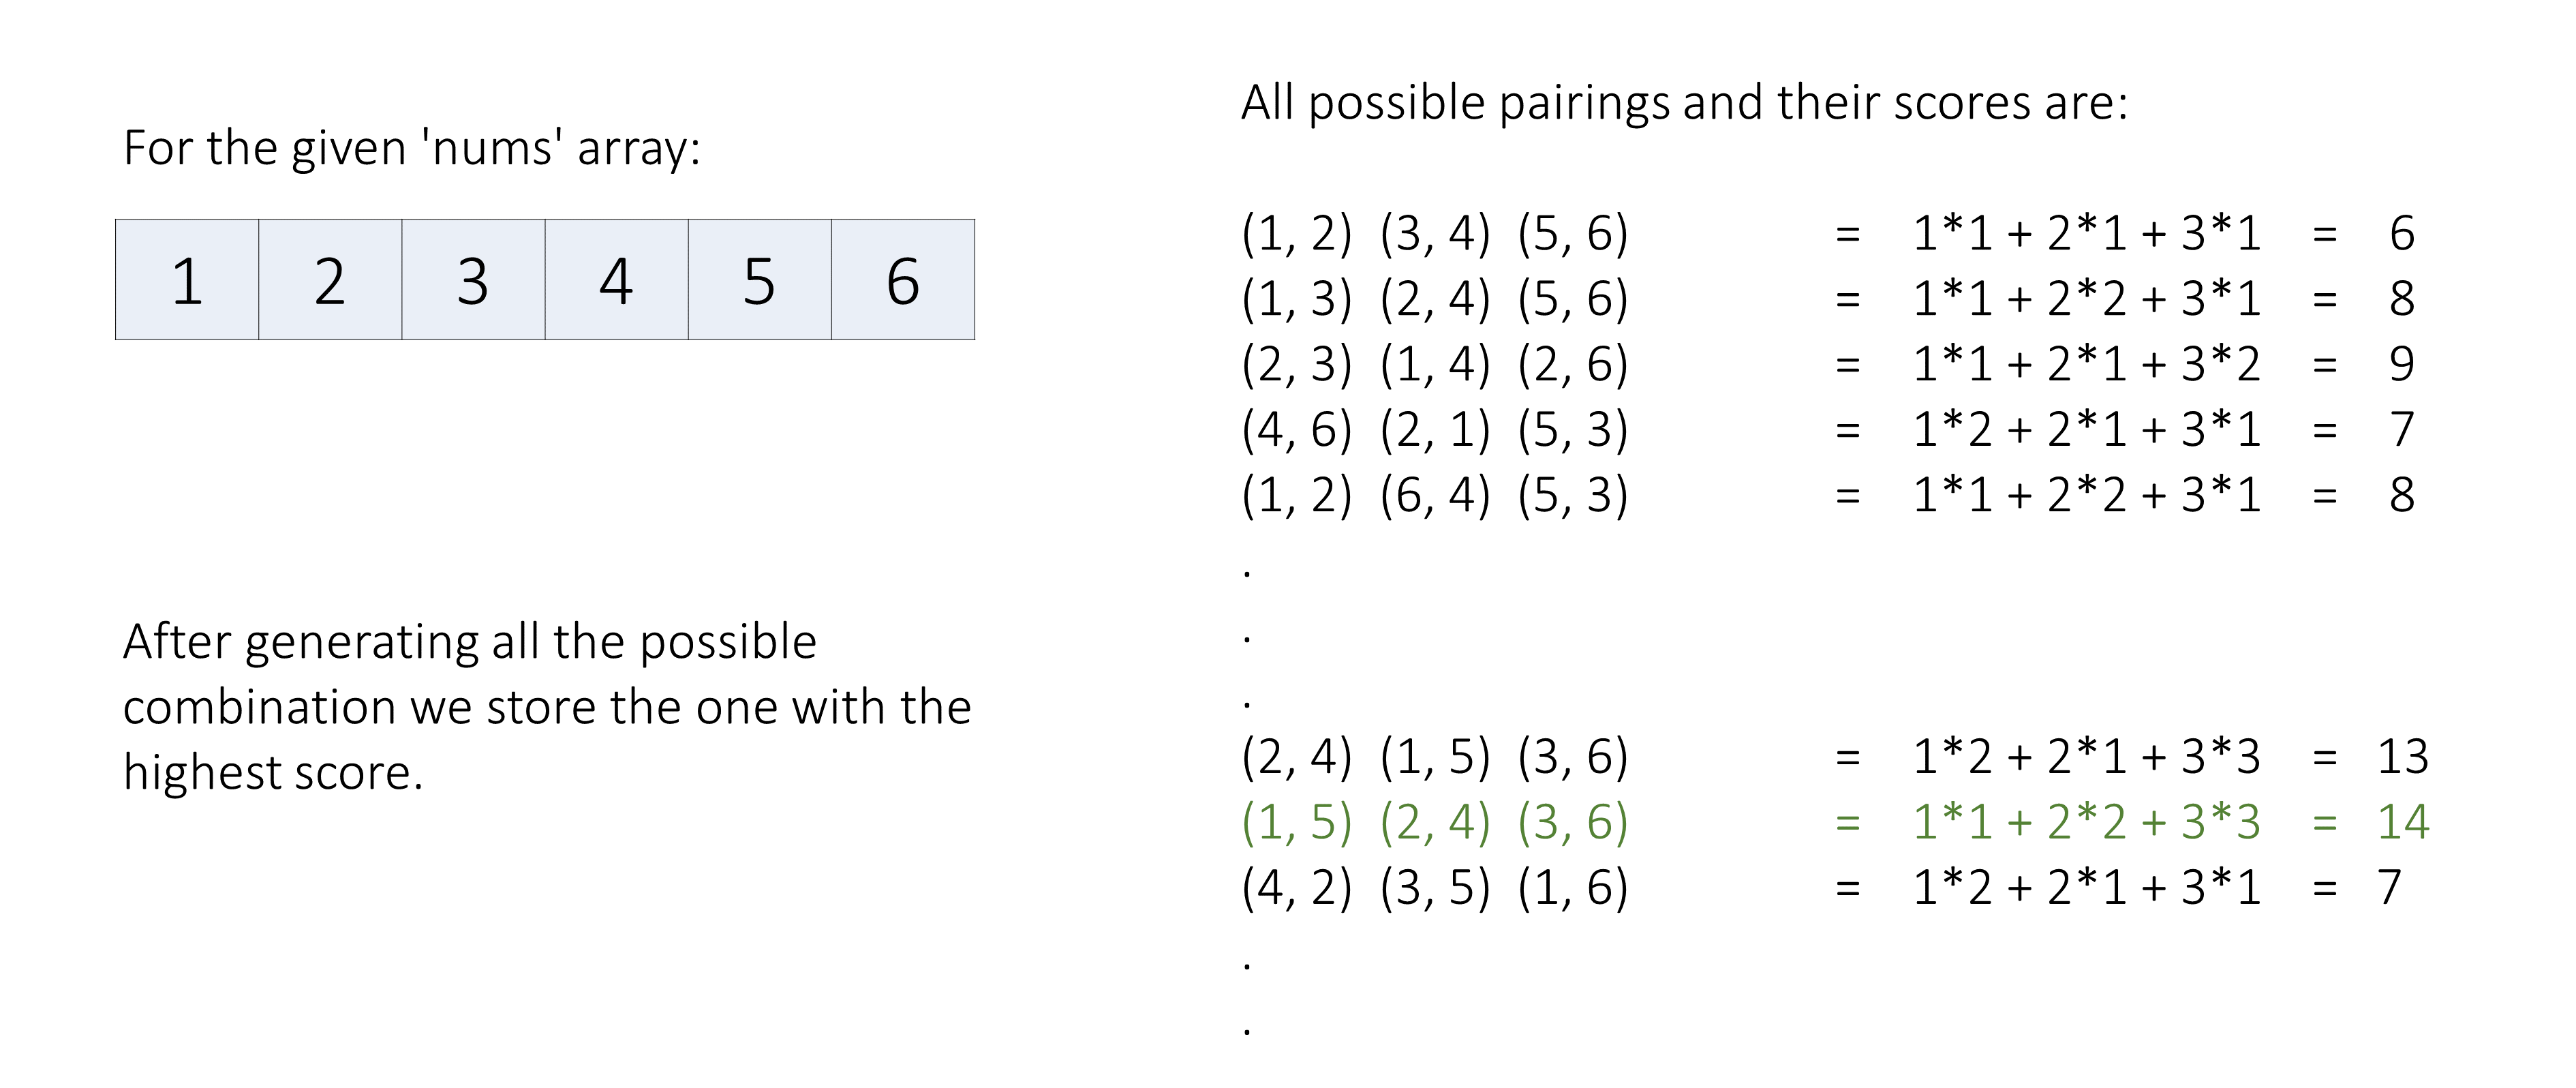 For the given 'nums' array:
1 2 3 4 5 6
After generating all the possible
combination we store the one with the
highest score.
All possible pairings and their scores are:
(1, 2) (3, 4) (5, 6) = 1*1 + 2*1 + 3*1 = 6
(1, 3) (2, 4) (5, 6) = 1*1 + 2*2 + 3*1 = 8
(2, 3) (1, 4) (2, 6) = 1*1 + 2*1 + 3*2 = 9
(4, 6) (2, 1) (5, 3) = 1*2 + 2*1 + 3*1 = 7
(1, 2) (6, 4) (5, 3) = 1*1 + 2*2 + 3*1 = 8
.
.
.
(2, 4) (1, 5) (3, 6) = 1*2 + 2*1 + 3*3 = 13
(1, 5) (2, 4) (3, 6) = 1*1 + 2*2 + 3*3 = 14
(4, 2) (3, 5) (1, 6) = 1*2 + 2*1 + 3*1 = 7
.
.